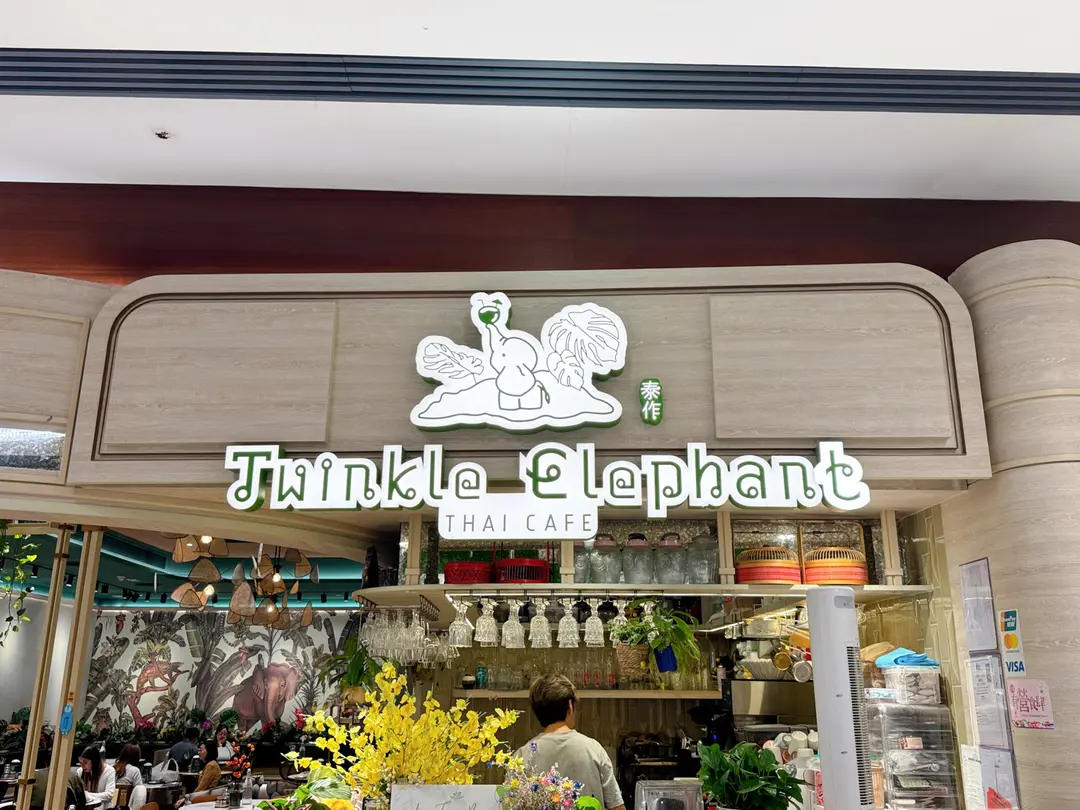 泰作
Twinkle Elephant
THAI CAFE
VISA